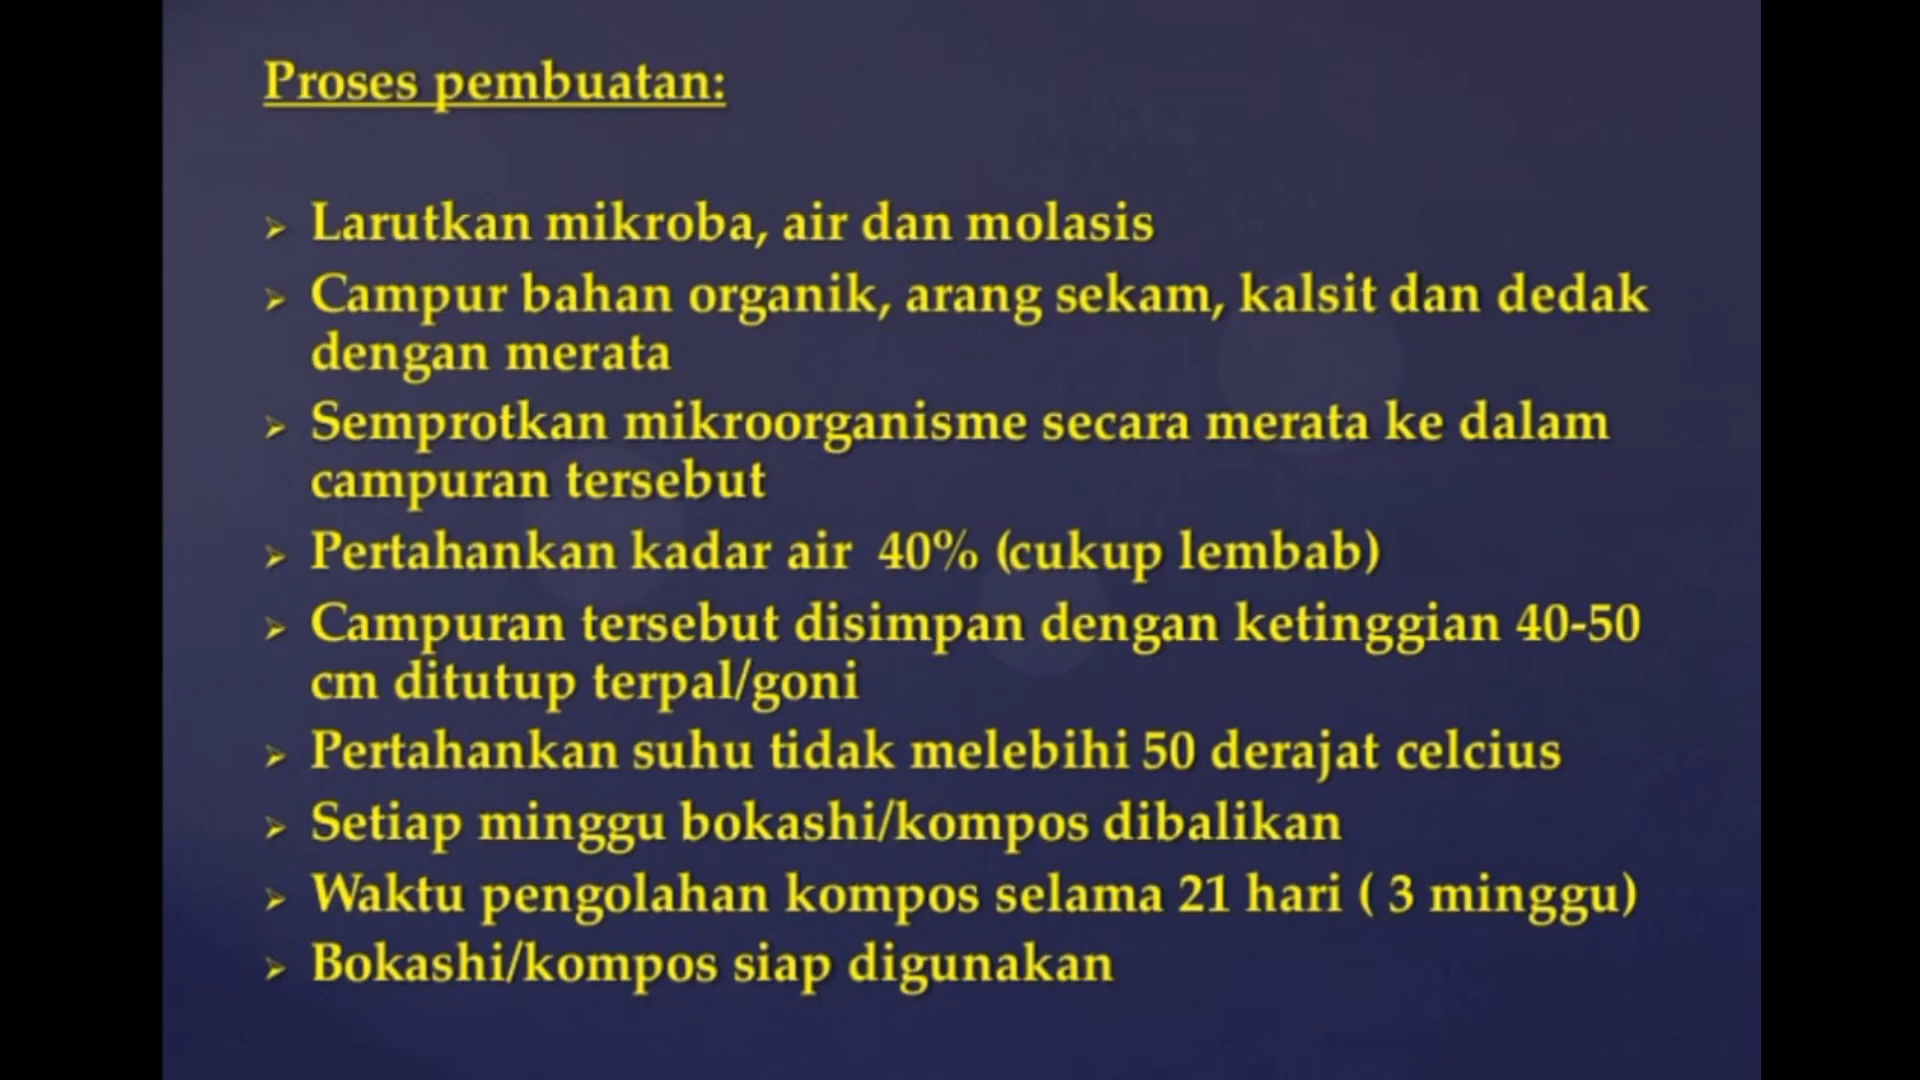 Proses pembuatan:
➢ Larutkan mikroba, air dan molasis
➢ Campur bahan organik, arang sekam, kalsit dan dedak
dengan merata
➢ Semprotkan mikroorganisme secara merata ke dalam
campuran tersebut
➢ Pertahankan kadar air 40% (cukup lembab)
➢ Campuran tersebut disimpan dengan ketinggian 40-50
cm ditutup terpal/goni
➢ Pertahankan suhu tidak melebihi 50 derajat celcius
➢ Setiap minggu bokashi/kompos dibalikan
➢ Waktu pengolahan kompos selama 21 hari ( 3 minggu)
➢ Bokashi/kompos siap digunakan